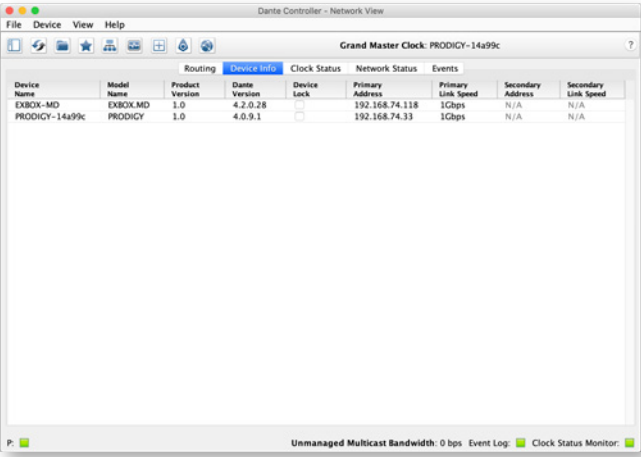 Dante Controller - Network View
File Device View Help
Grand Master Clock: PRODIGY-14a99c
?
Routing Device Info Clock Status Network Status Events
Device Name Model Name Product Version Dante Version Device Lock Primary Address Primary Link Speed Secondary Address Secondary Link Speed
EXBOX-MD EXBOX.MD 1.0 4.2.0.28 192.168.74.118 1Gbps N/A N/A
PRODIGY-14a99c PRODIGY 1.0 4.0.9.1 192.168.74.33 1Gbps N/A N/A
P: Unmanaged Multicast Bandwidth: 0 bps Event Log: Clock Status Monitor: